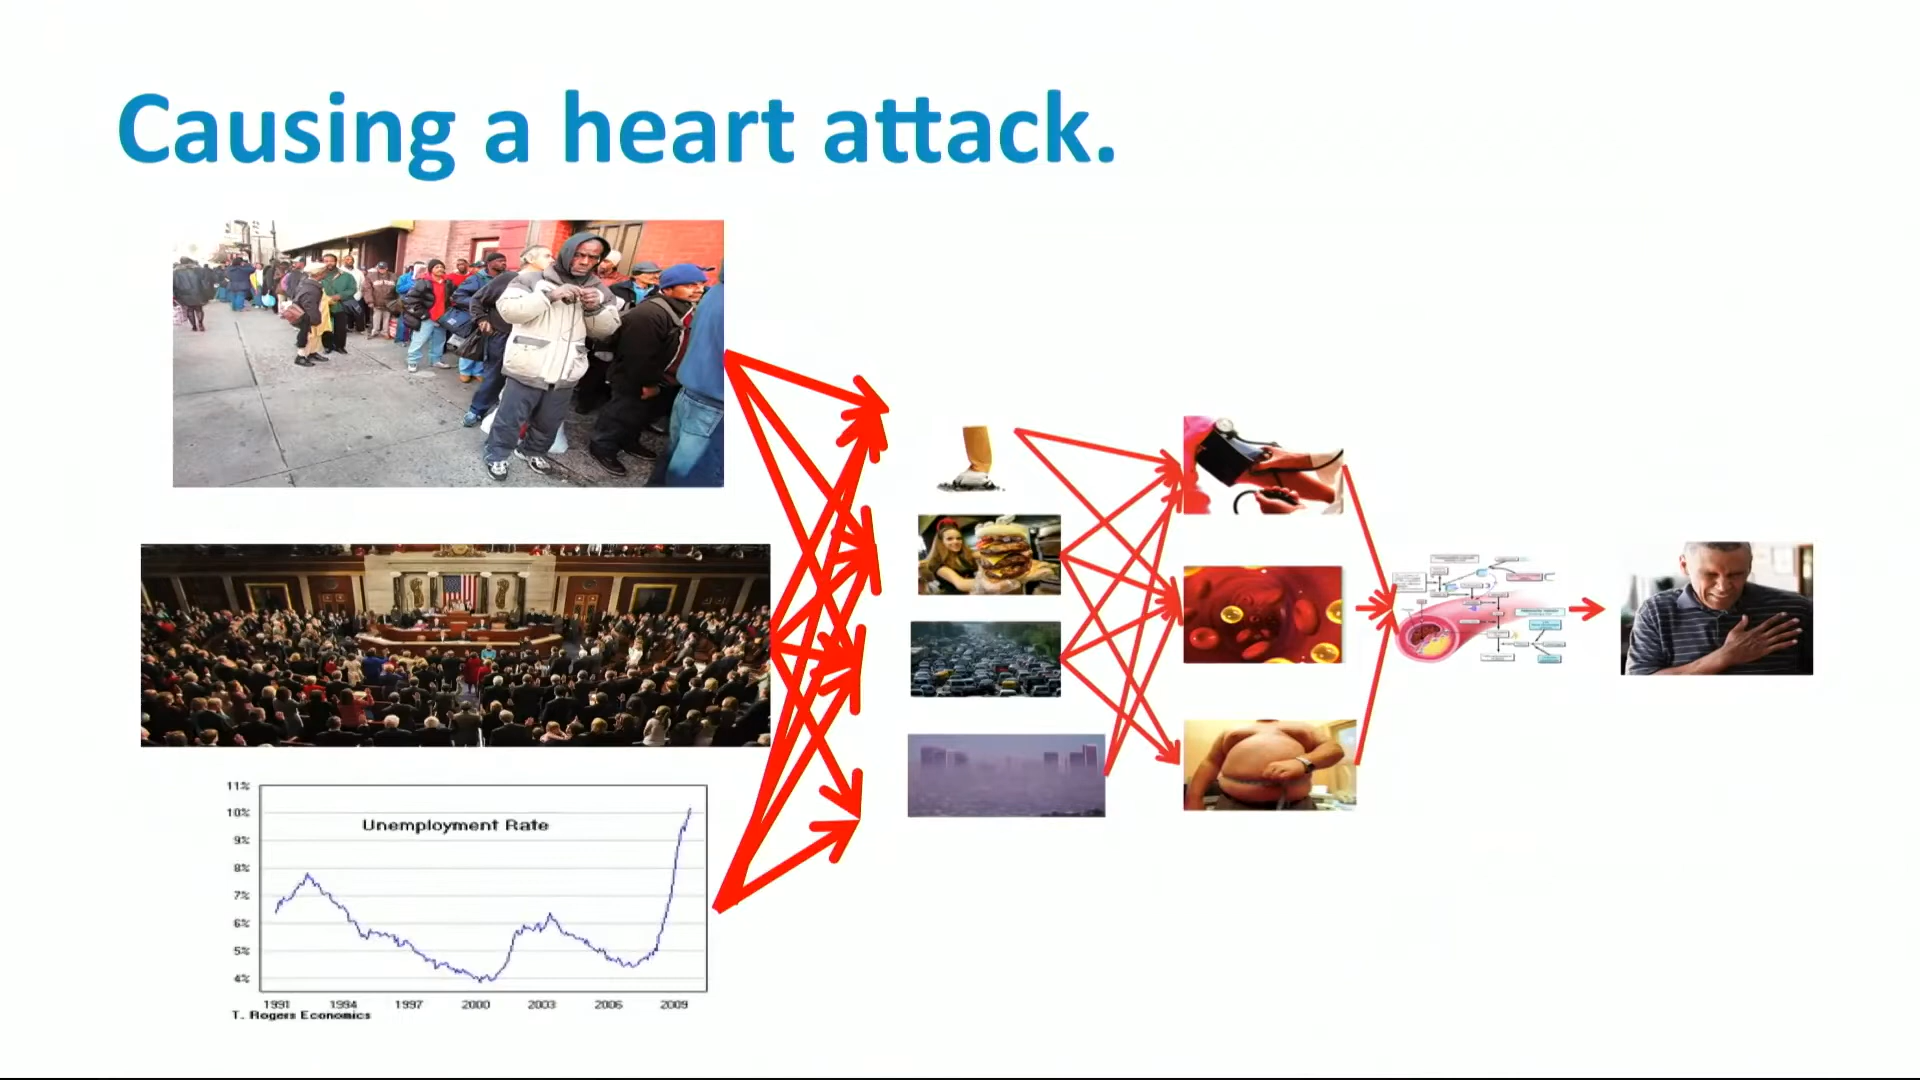 Causing a heart attack.
Unemployment Rate
11%
10%
9%
8%
7%
6%
5%
4%
1991 1994 1997 2000 2003 2006 2009
T. Rogers Economics